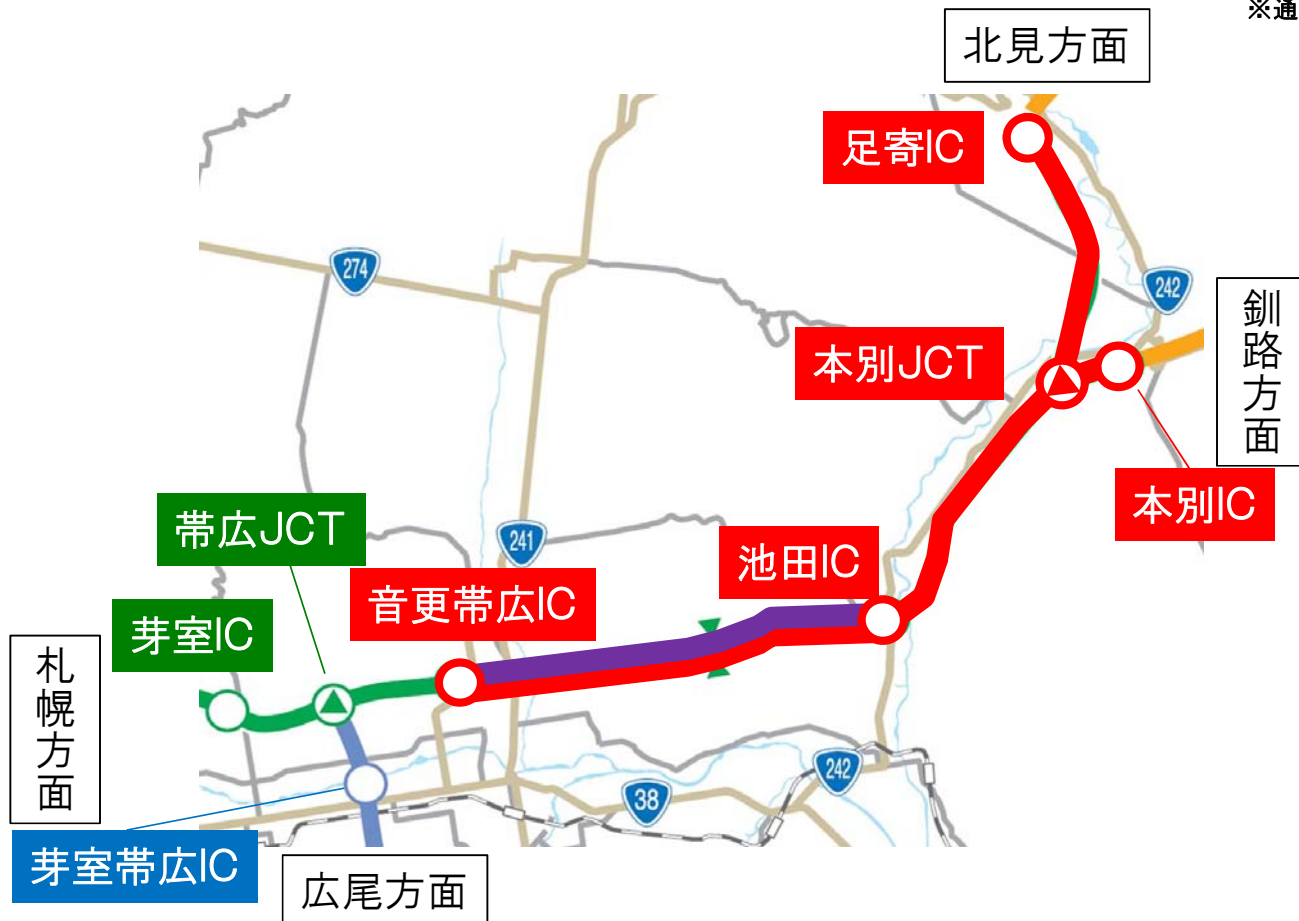 ※通
北見方面
足寄IC
274
242
釧路方面
本別JCT
本別IC
帯広JCT
241
池田IC
音更帯広IC
芽室IC
札幌方面
242
38
芽室帯広IC
広尾方面